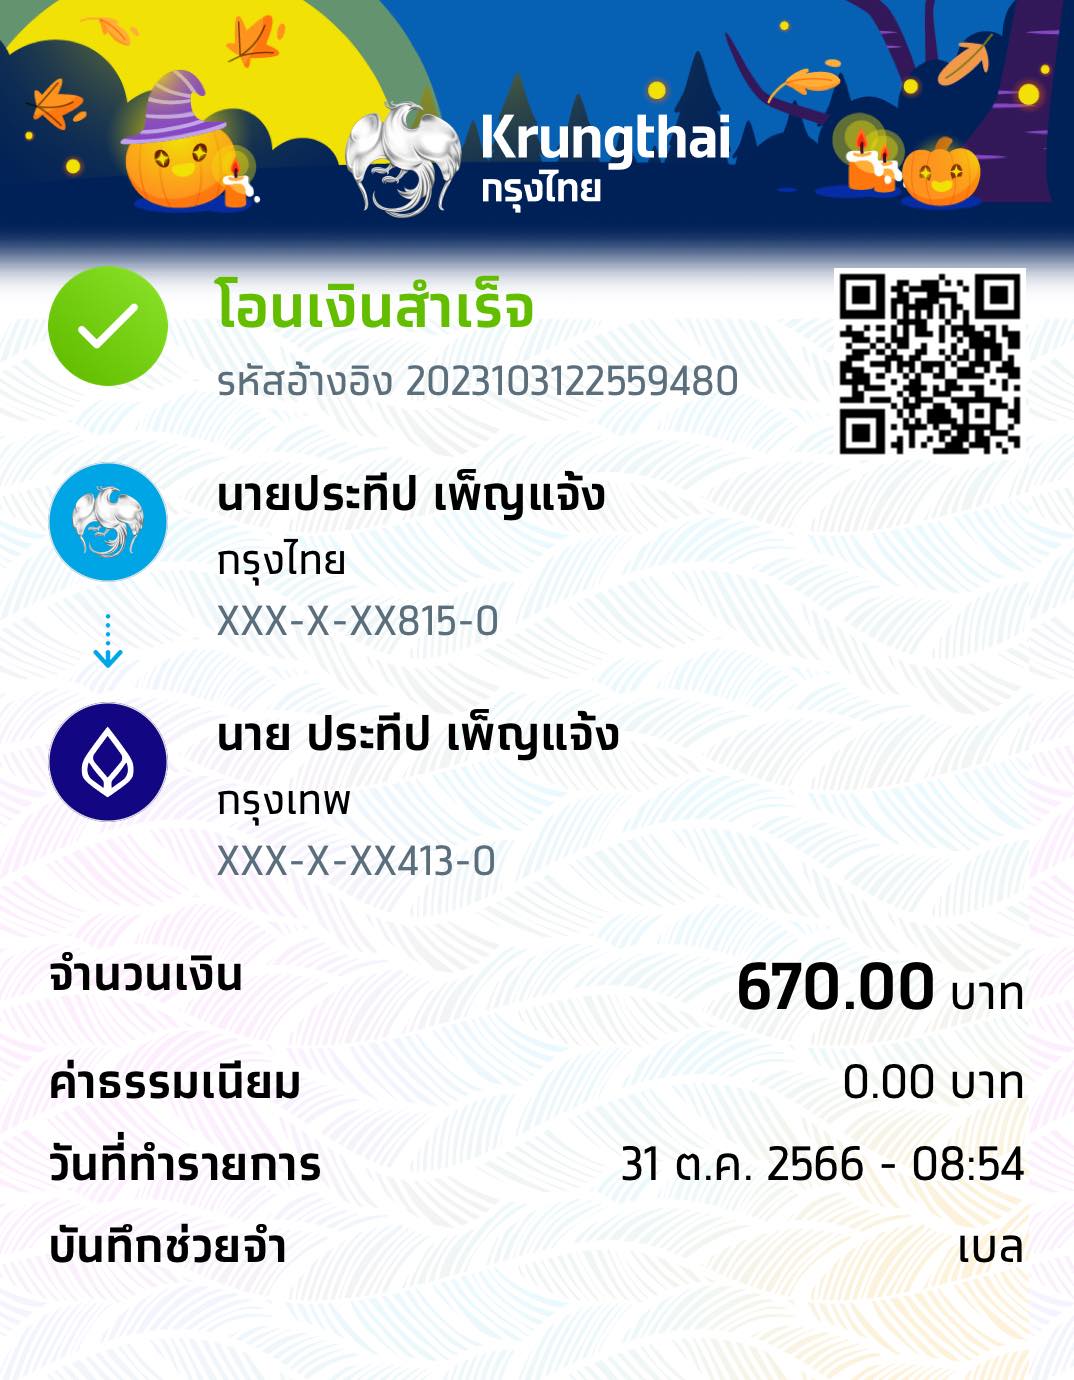 Krungthai
กรุงไทย
โอนเงินสำเร็จ
รหัสอ้างอิง 2023103122559480
นายประทีป เพ็ญแจ้ง
กรุงไทย
XXX-X-XX815-0
นาย ประทีป เพ็ญแจ้ง
กรุงเทพ
XXX-X-XX413-0
จำนวนเงิน 670.00 บาท
ค่าธรรมเนียม 0.00 บาท
วันที่ทำรายการ 31 ต.ค. 2566 - 08:54
บันทึกช่วยจำ เบล